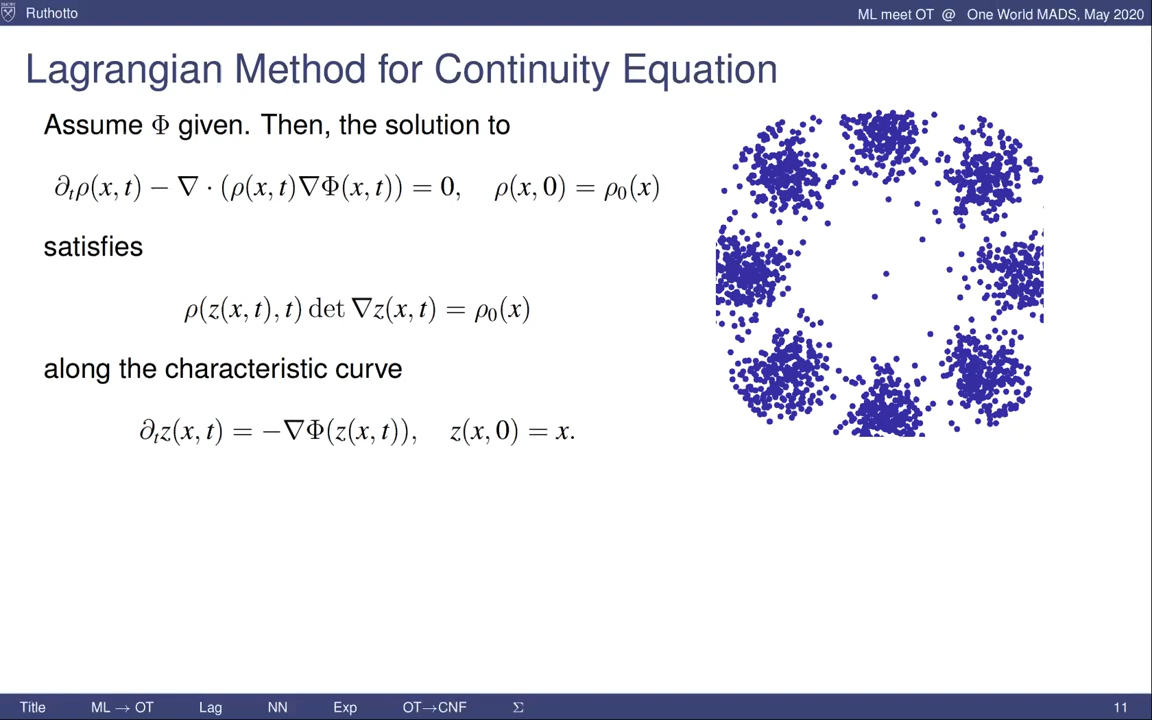 Ruthotto
ML meet OT @ One World MADS, May 2020
Lagrangian Method for Continuity Equation
Assume Φ given. Then, the solution to
∂ₜρ(x, t) − ∇ · (ρ(x, t)∇Φ(x, t)) = 0, ρ(x, 0) = ρ₀(x)
satisfies
ρ(z(x, t), t) det ∇z(x, t) = ρ₀(x)
along the characteristic curve
∂ₜz(x, t) = −∇Φ(z(x, t)), z(x, 0) = x.
Title ML → OT Lag NN Exp OT→CNF Σ 11